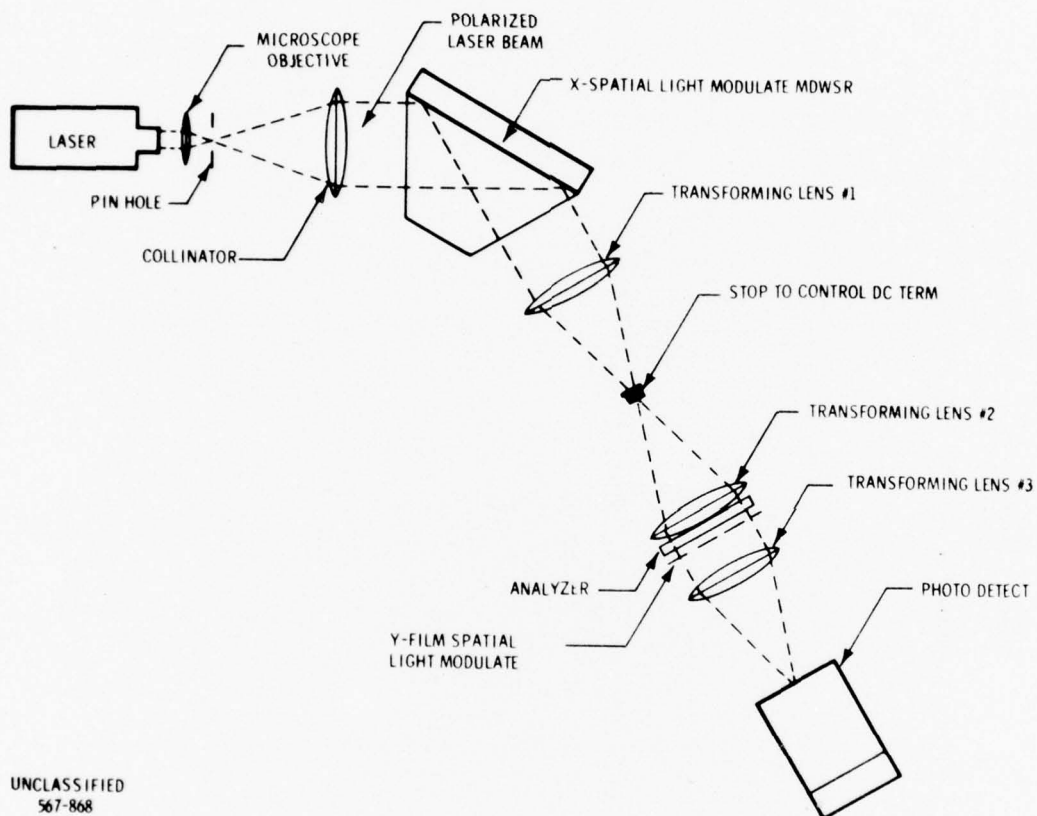 POLARIZED
LASER BEAM
MICROSCOPE
OBJECTIVE
X-SPATIAL LIGHT MODULATE MDWSR
LASER
TRANSFORMING LENS #1
PIN HOLE
COLLINATOR
STOP TO CONTROL DC TERM
TRANSFORMING LENS #2
TRANSFORMING LENS #3
ANALYZER
PHOTO DETECT
Y-FILM SPATIAL
LIGHT MODULATE
UNCLASSIFIED
567-868